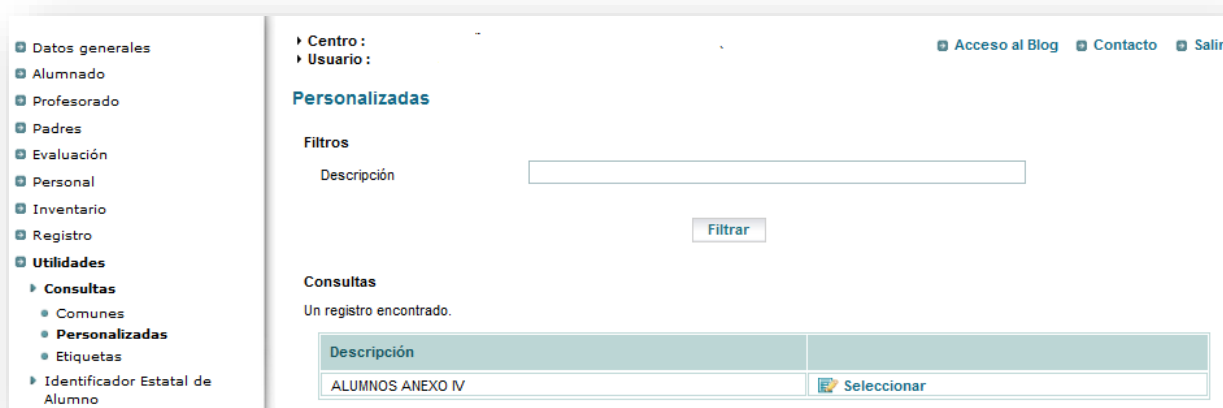 Datos generales
Alumnado
Profesorado
Padres
Evaluación
Personal
Inventario
Registro
Utilidades
Consultas
Comunes
Personalizadas
Etiquetas
Identificador Estatal de
Alumno
Centro :
Usuario :
Acceso al Blog Contacto Salir
Personalizadas
Filtros
Descripción
Filtrar
Consultas
Un registro encontrado.
Descripción
ALUMNOS ANEXO IV Seleccionar